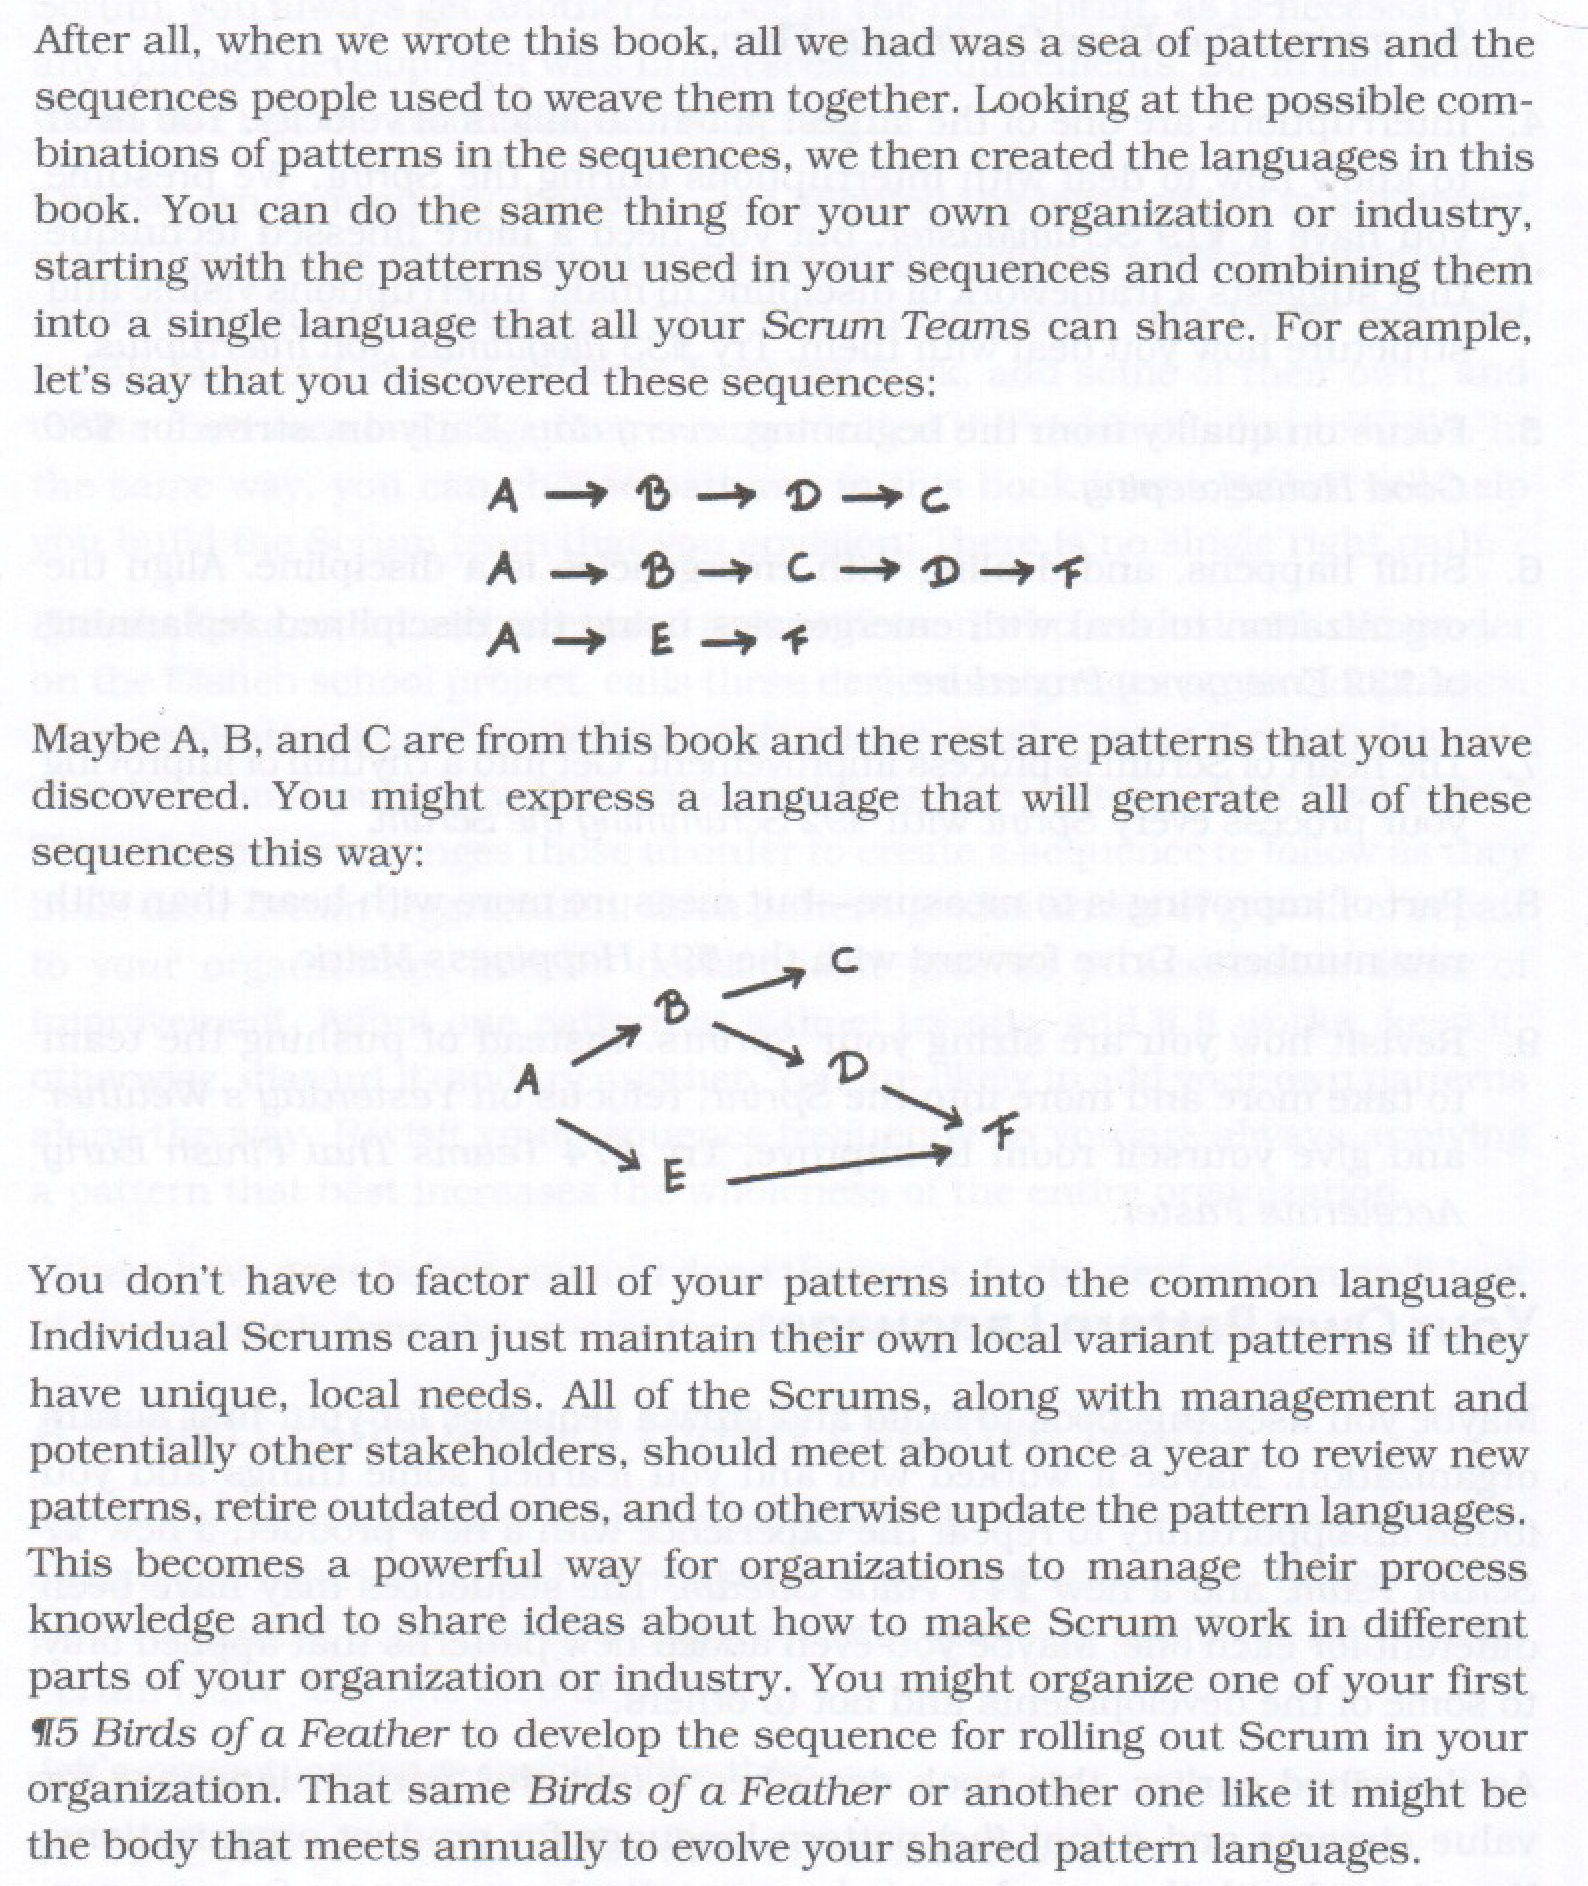 After all, when we wrote this book, all we had was a sea of patterns and the
sequences people used to weave them together. Looking at the possible com-
binations of patterns in the sequences, we then created the languages in this
book. You can do the same thing for your own organization or industry,
starting with the patterns you used in your sequences and combining them
into a single language that all your Scrum Teams can share. For example,
let's say that you discovered these sequences:
A → B → D → C
A → B → C → D → F
A → E → F
Maybe A, B, and C are from this book and the rest are patterns that you have
discovered. You might express a language that will generate all of these
sequences this way:
C
B
D
A
F
E
You don't have to factor all of your patterns into the common language.
Individual Scrums can just maintain their own local variant patterns if they
have unique, local needs. All of the Scrums, along with management and
potentially other stakeholders, should meet about once a year to review new
patterns, retire outdated ones, and to otherwise update the pattern languages.
This becomes a powerful way for organizations to manage their process
knowledge and to share ideas about how to make Scrum work in different
parts of your organization or industry. You might organize one of your first
¶5 Birds of a Feather to develop the sequence for rolling out Scrum in your
organization. That same Birds of a Feather or another one like it might be
the body that meets annually to evolve your shared pattern languages.